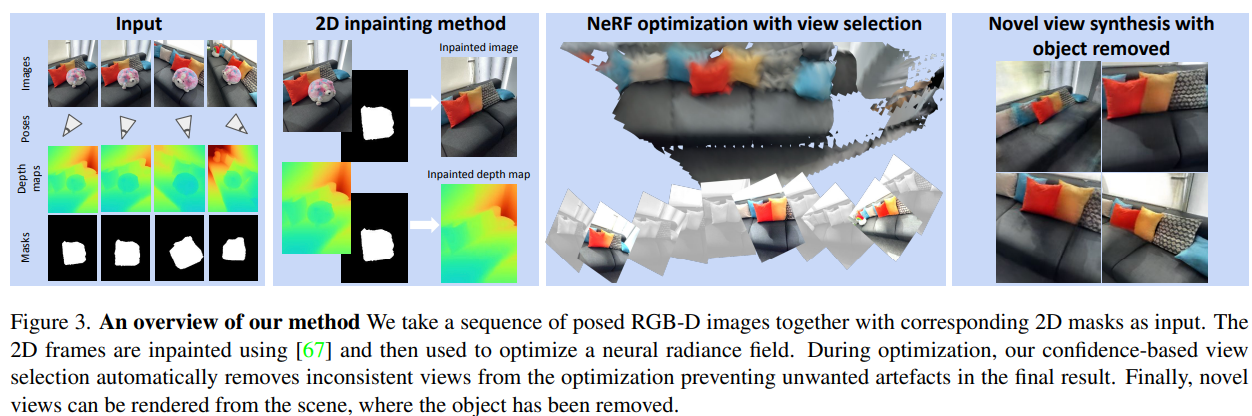 Input
2D inpainting method
NeRF optimization with view selection
Novel view synthesis with
object removed
Images
Poses
Depth
maps
Masks
Inpainted image
Inpainted depth map
Figure 3. An overview of our method We take a sequence of posed RGB-D images together with corresponding 2D masks as input. The
2D frames are inpainted using [67] and then used to optimize a neural radiance field. During optimization, our confidence-based view
selection automatically removes inconsistent views from the optimization preventing unwanted artefacts in the final result. Finally, novel
views can be rendered from the scene, where the object has been removed.